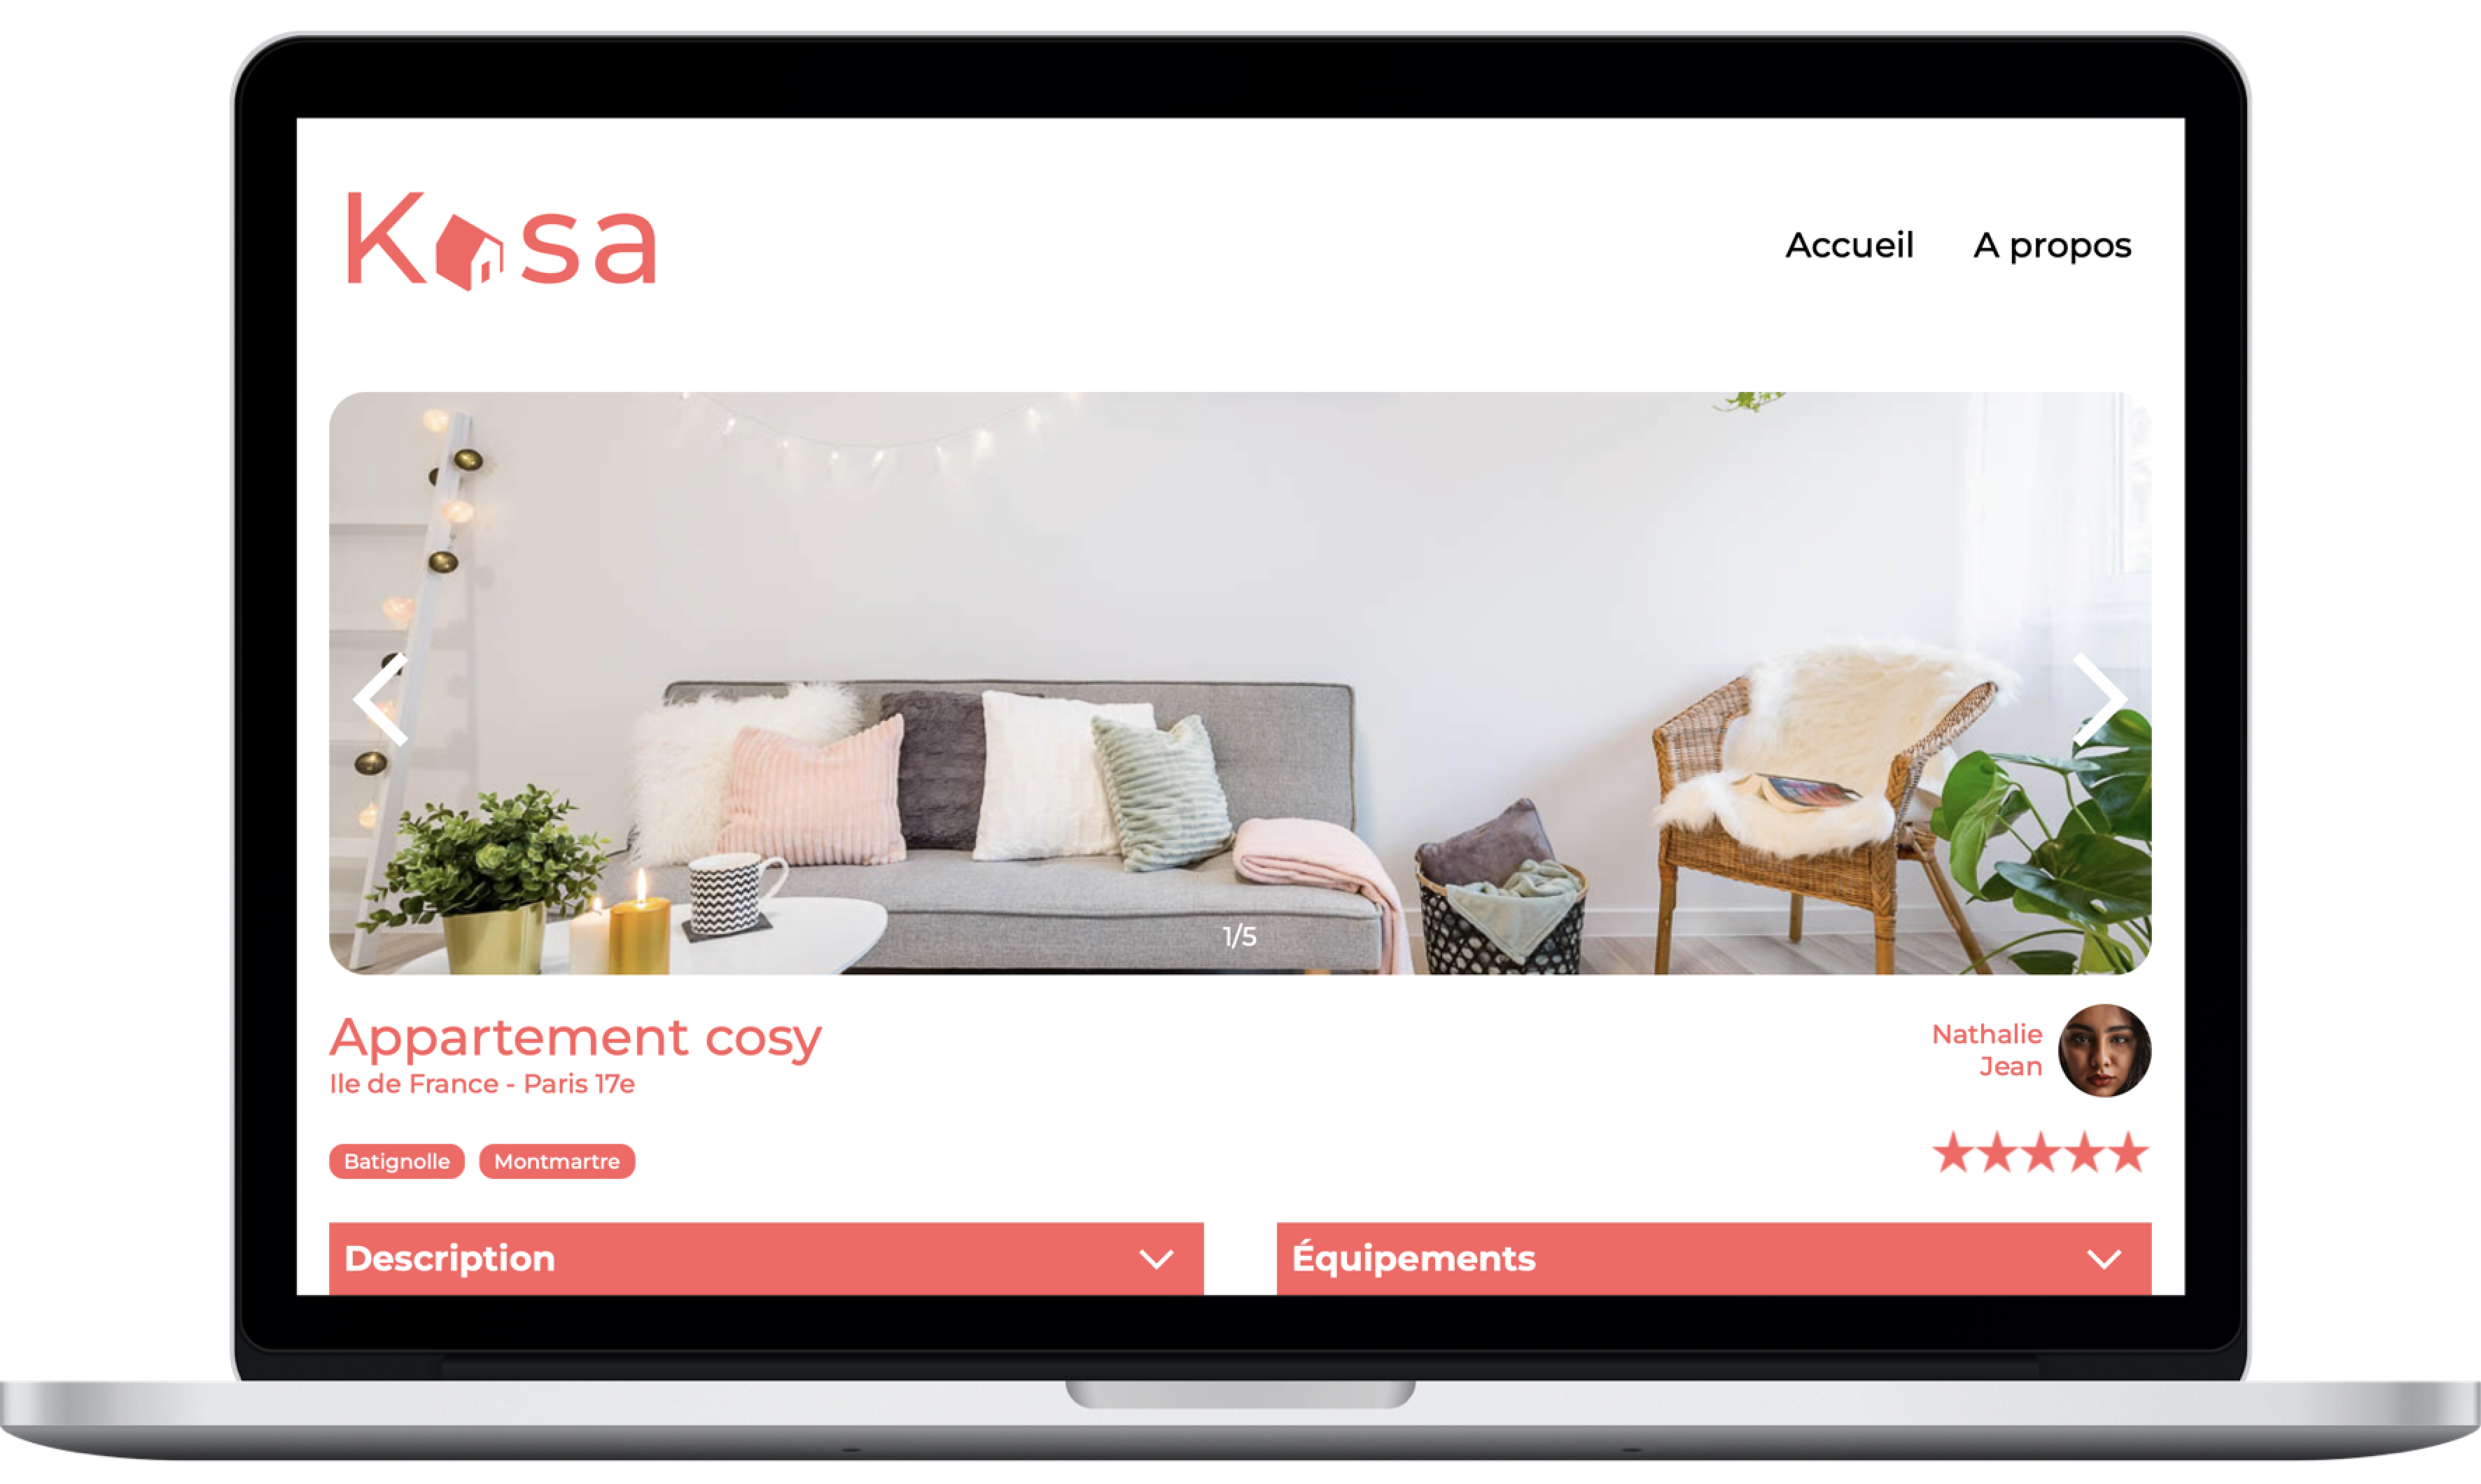 Kasa
Accueil A propos
1/5
Appartement cosy
Ile de France - Paris 17e
Nathalie
Jean
Batignolle Montmartre
Description Équipements